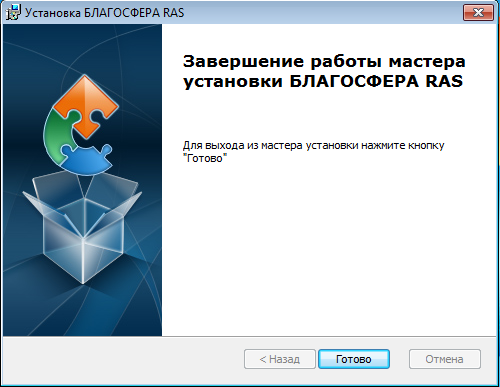 Установка БЛАГОСФЕРА RAS
Завершение работы мастера
установки БЛАГОСФЕРА RAS
Для выхода из мастера установки нажмите кнопку
"Готово"
< Назад
Готово
Отмена